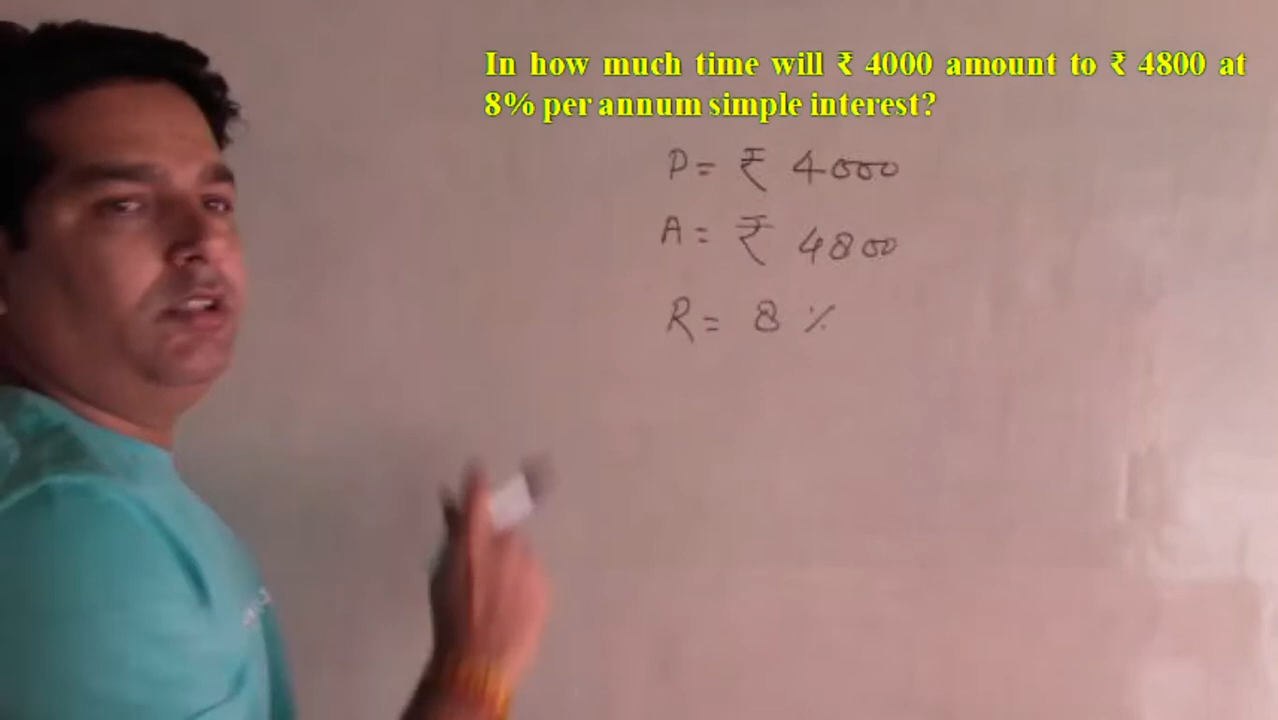 In how much time will ₹ 4000 amount to ₹ 4800 at
8% per annum simple interest?
P = ₹ 4000
A = ₹ 4800
R = 8 %